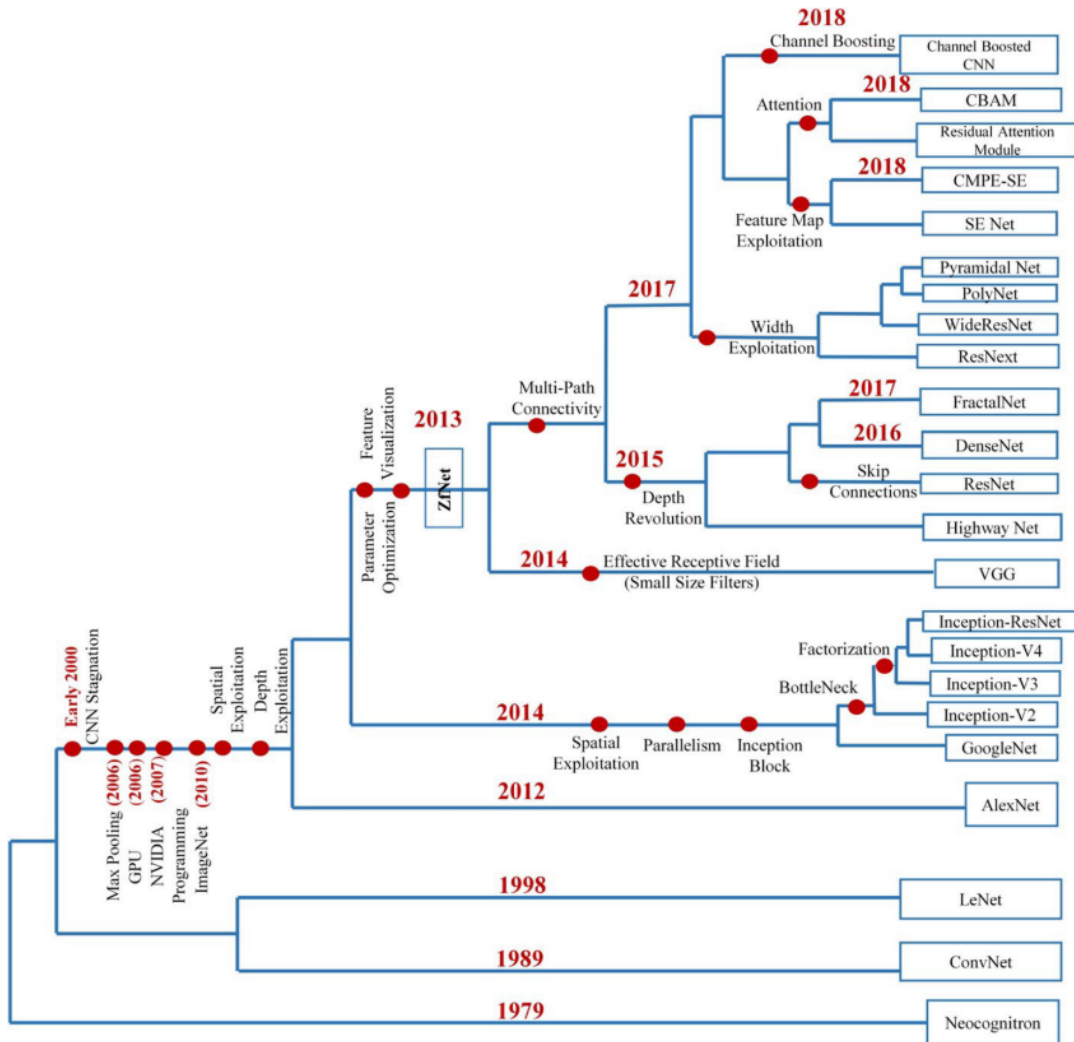 2018
Channel Boosting
Channel Boosted
CNN
2018
CBAM
Attention
Residual Attention
Module
2018
CMPE-SE
Feature Map
Exploitation
SE Net
Pyramidal Net
PolyNet
2017
Width
Exploitation
WideResNet
ResNext
Multi-Path
Connectivity
2017
FractalNet
2016
DenseNet
2015
Depth
Revolution
Skip
Connections
ResNet
Highway Net
2013
Feature
Visualization
Parameter
Optimization
ZfNet
2014
Effective Receptive Field
(Small Size Filters)
VGG
Inception-ResNet
Factorization
Inception-V4
BottleNeck
Inception-V3
Inception-V2
2014
Spatial
Exploitation
Parallelism
Inception
Block
GoogleNet
Early 2000
CNN Stagnation
Spatial
Exploitation
Depth
Exploitation
Max Pooling (2006)
GPU (2006)
NVIDIA (2007)
Programming
ImageNet (2010)
2012
AlexNet
1998
LeNet
1989
ConvNet
1979
Neocognitron